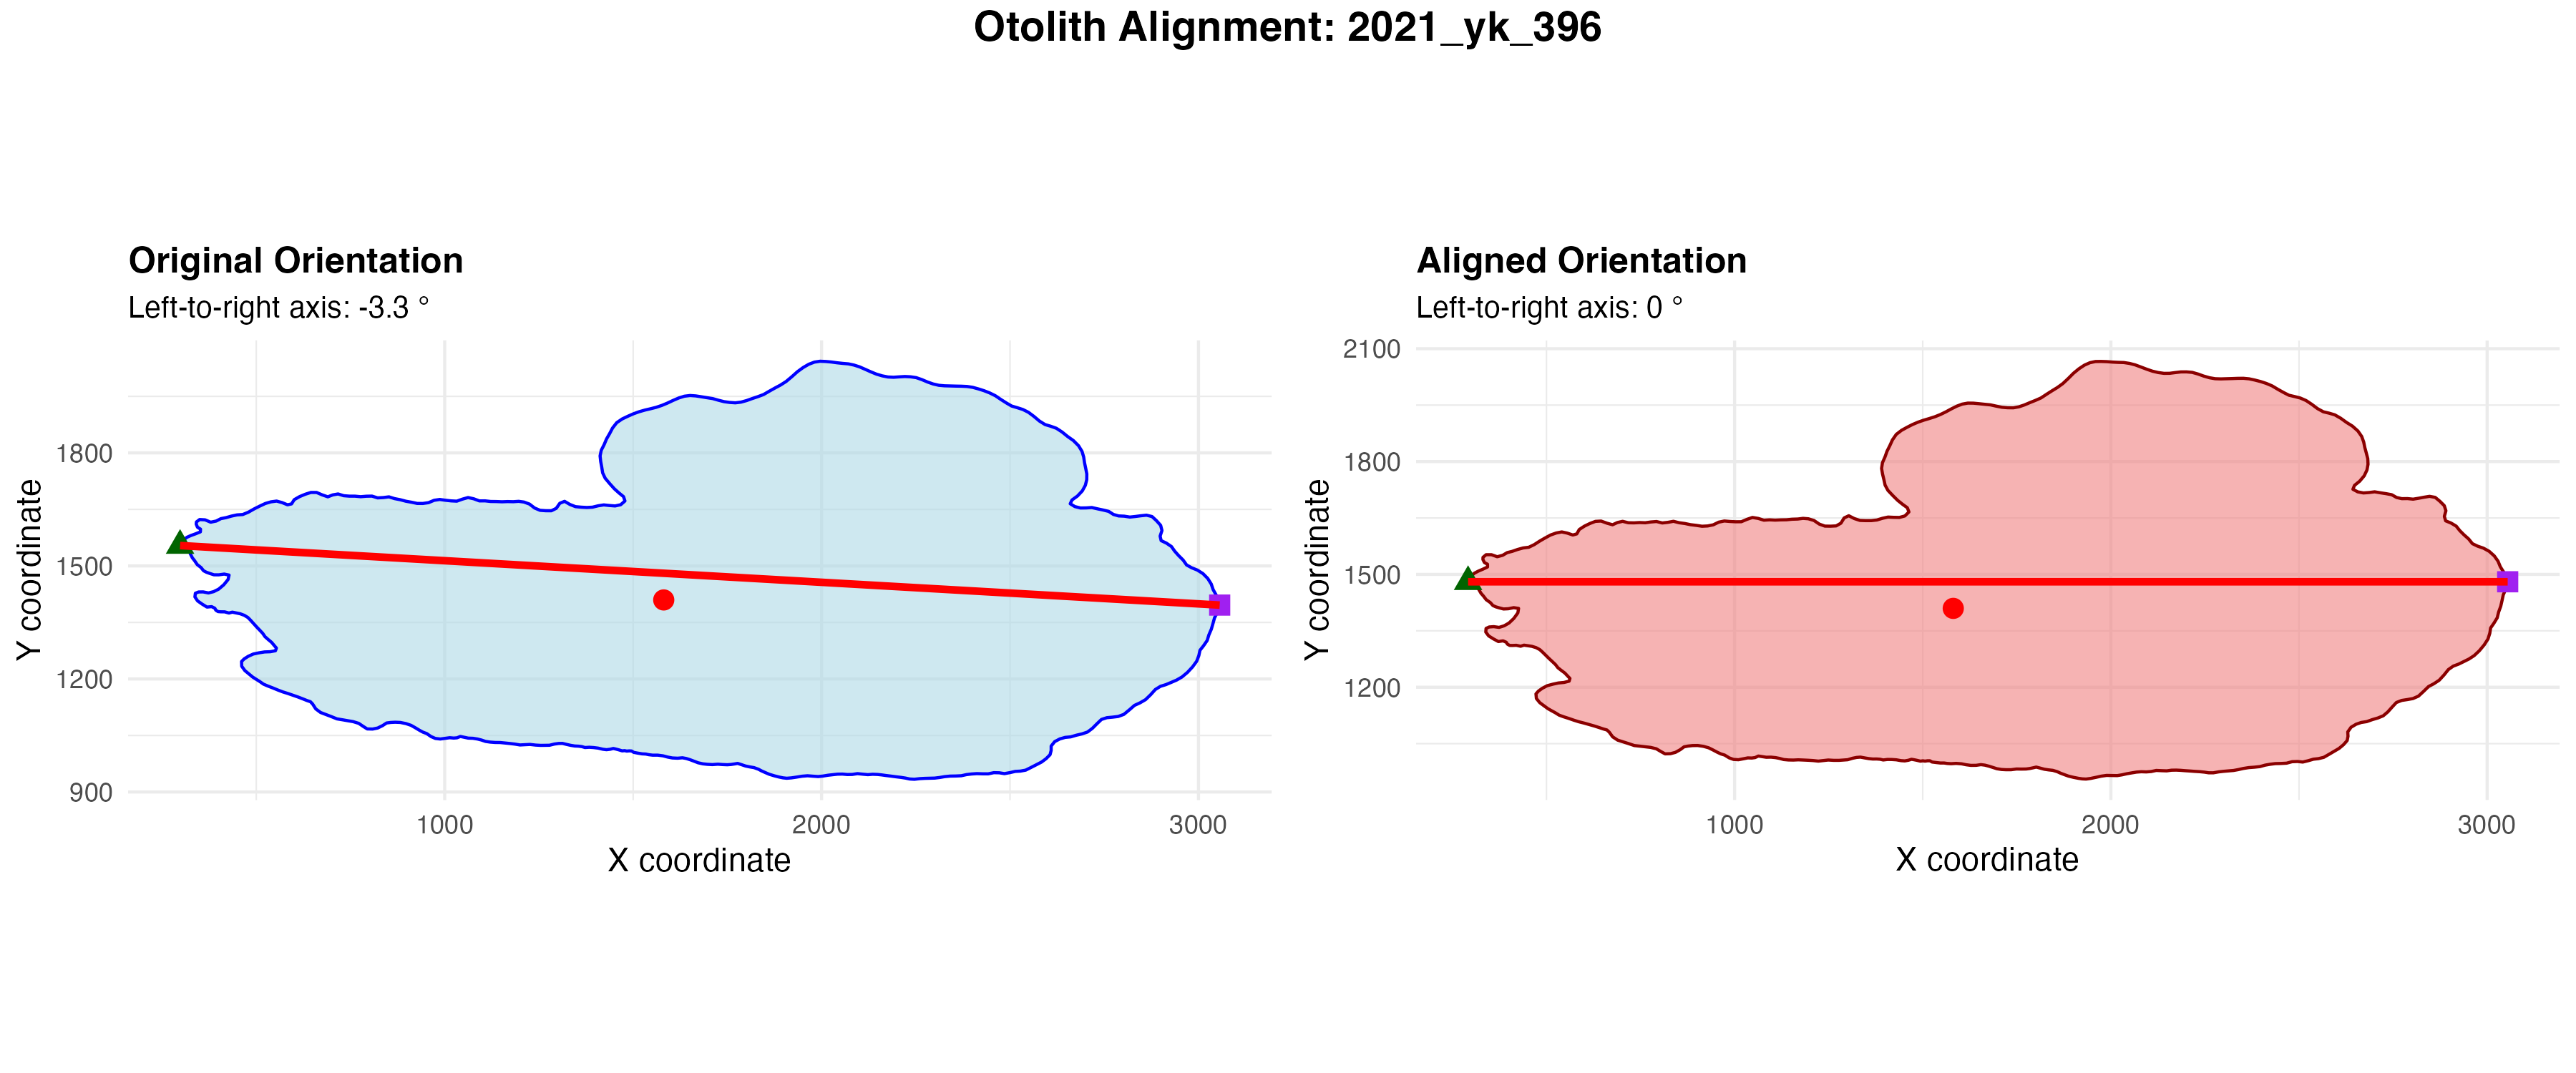 Otolith Alignment: 2021_yk_396
Original Orientation
Left-to-right axis: -3.3 °
1800
1500
1200
900
Y coordinate
1000
2000
3000
X coordinate
Aligned Orientation
Left-to-right axis: 0 °
2100
1800
1500
1200
Y coordinate
1000
2000
3000
X coordinate